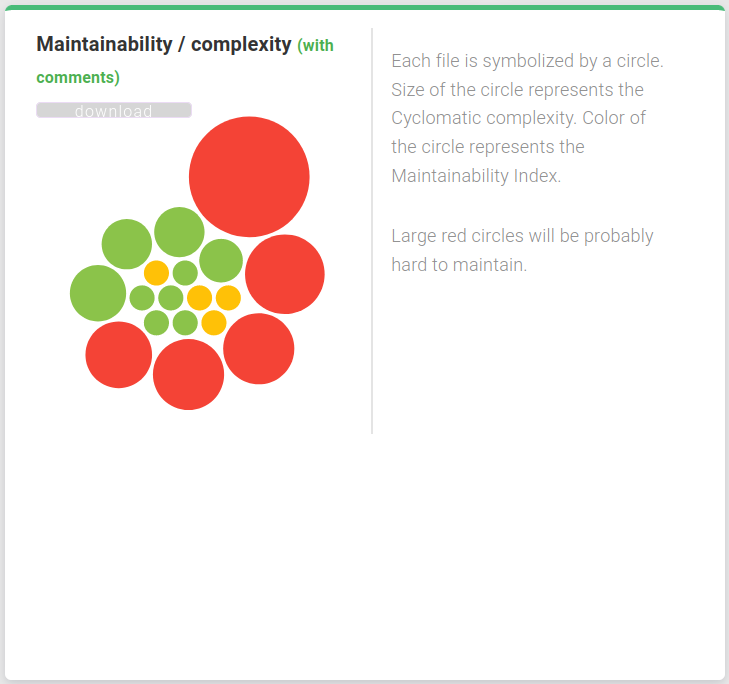 Maintainability / complexity (with
comments)
download
Each file is symbolized by a circle.
Size of the circle represents the
Cyclomatic complexity. Color of
the circle represents the
Maintainability Index.
Large red circles will be probably
hard to maintain.